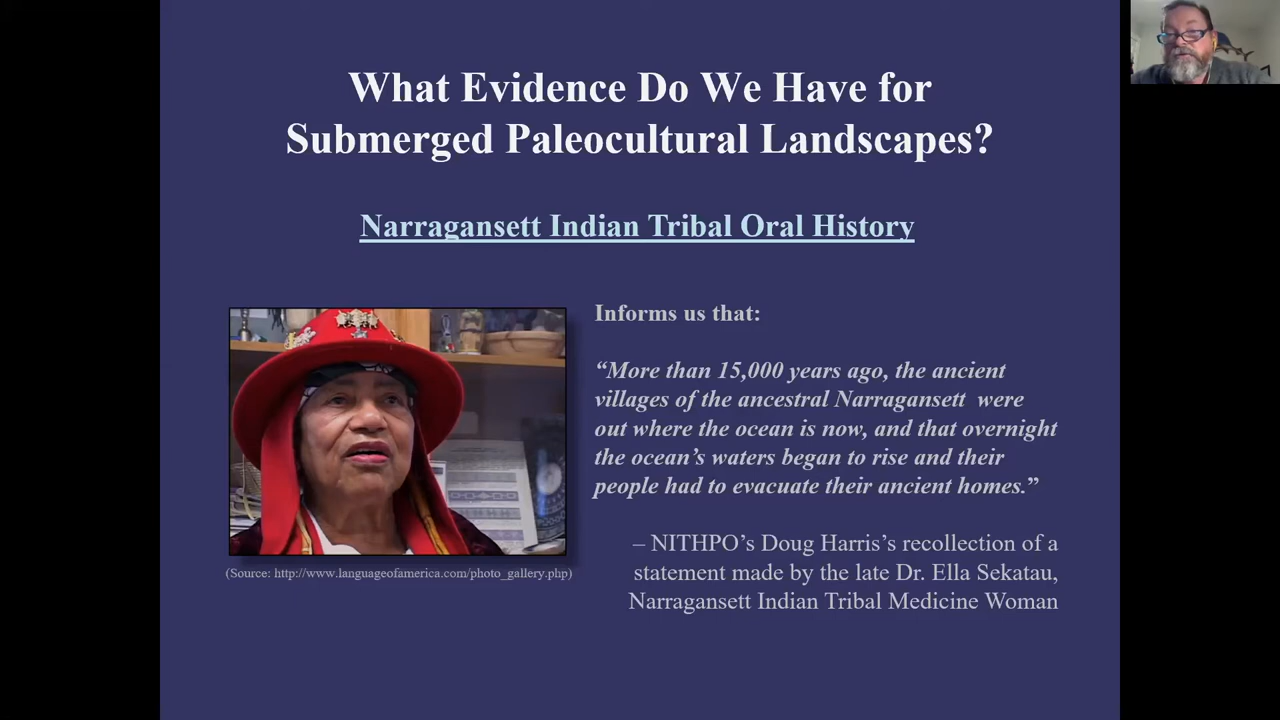 What Evidence Do We Have for
Submerged Paleocultural Landscapes?
Narragansett Indian Tribal Oral History
Informs us that:
“More than 15,000 years ago, the ancient
villages of the ancestral Narragansett were
out where the ocean is now, and that overnight
the ocean’s waters began to rise and their
people had to evacuate their ancient homes.”
– NITHPO’s Doug Harris’s recollection of a
statement made by the late Dr. Ella Sekatau,
Narragansett Indian Tribal Medicine Woman
(Source: http://www.languageofamerica.com/photo_gallery.php)